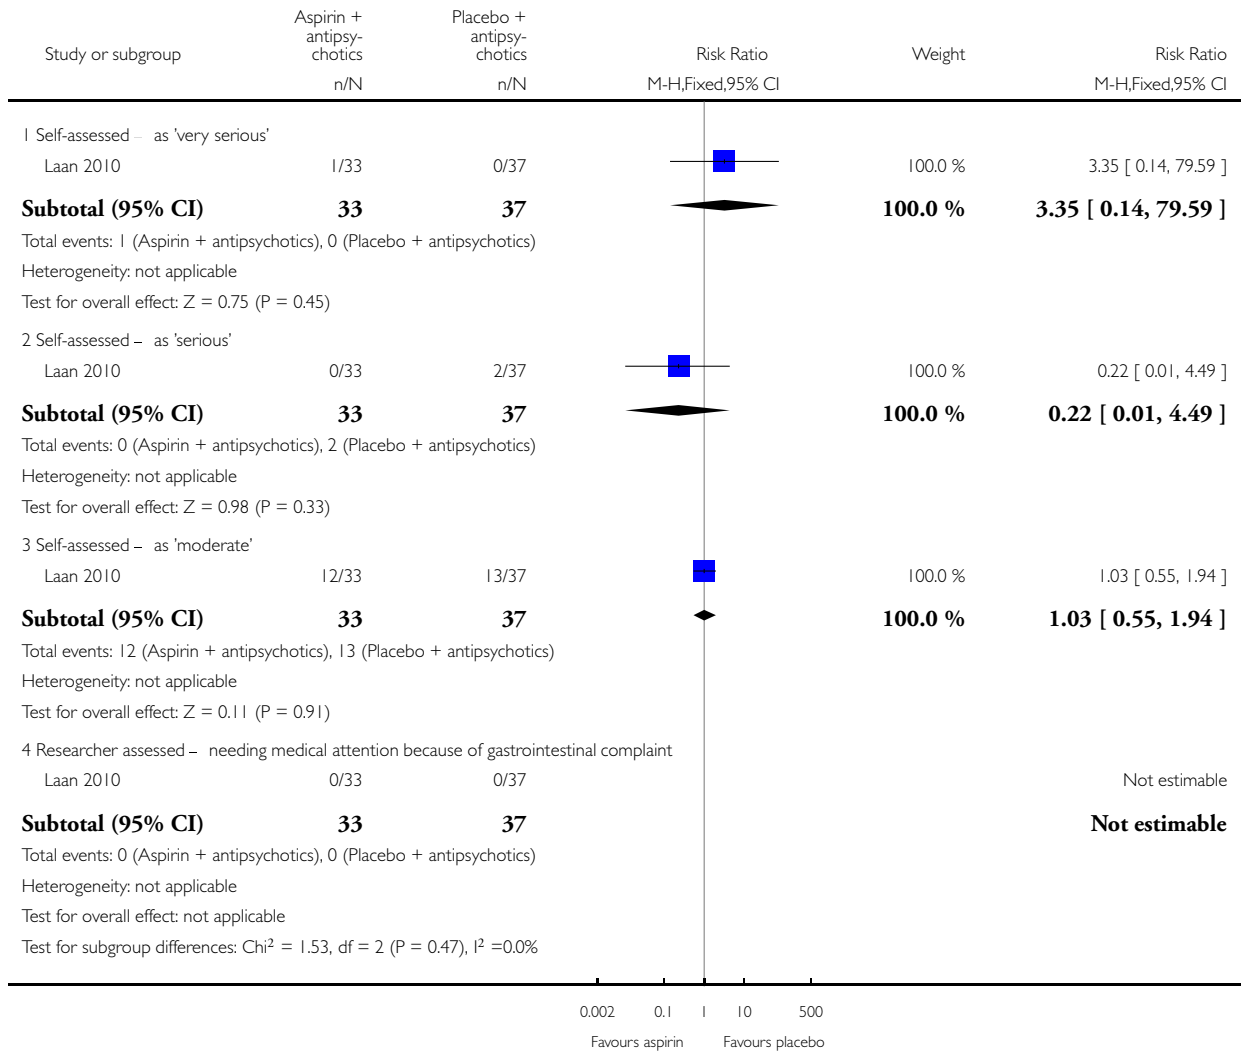 Study or subgroup Aspirin + antipsy- chotics Placebo + antipsy- chotics Risk Ratio Weight Risk Ratio
n/N n/N M-H,Fixed,95% CI M-H,Fixed,95% CI
1 Self-assessed – as 'very serious'
Laan 2010 1/33 0/37 100.0 % 3.35 [ 0.14, 79.59 ]
Subtotal (95% CI) 33 37 100.0 % 3.35 [ 0.14, 79.59 ]
Total events: 1 (Aspirin + antipsychotics), 0 (Placebo + antipsychotics)
Heterogeneity: not applicable
Test for overall effect: Z = 0.75 (P = 0.45)
2 Self-assessed – as 'serious'
Laan 2010 0/33 2/37 100.0 % 0.22 [ 0.01, 4.49 ]
Subtotal (95% CI) 33 37 100.0 % 0.22 [ 0.01, 4.49 ]
Total events: 0 (Aspirin + antipsychotics), 2 (Placebo + antipsychotics)
Heterogeneity: not applicable
Test for overall effect: Z = 0.98 (P = 0.33)
3 Self-assessed – as 'moderate'
Laan 2010 12/33 13/37 100.0 % 1.03 [ 0.55, 1.94 ]
Subtotal (95% CI) 33 37 100.0 % 1.03 [ 0.55, 1.94 ]
Total events: 12 (Aspirin + antipsychotics), 13 (Placebo + antipsychotics)
Heterogeneity: not applicable
Test for overall effect: Z = 0.11 (P = 0.91)
4 Researcher assessed – needing medical attention because of gastrointestinal complaint
Laan 2010 0/33 0/37 Not estimable
Subtotal (95% CI) 33 37 Not estimable
Total events: 0 (Aspirin + antipsychotics), 0 (Placebo + antipsychotics)
Heterogeneity: not applicable
Test for overall effect: not applicable
Test for subgroup differences: Chi² = 1.53, df = 2 (P = 0.47), I² =0.0%
0.002 0.1 1 10 500
Favours aspirin Favours placebo